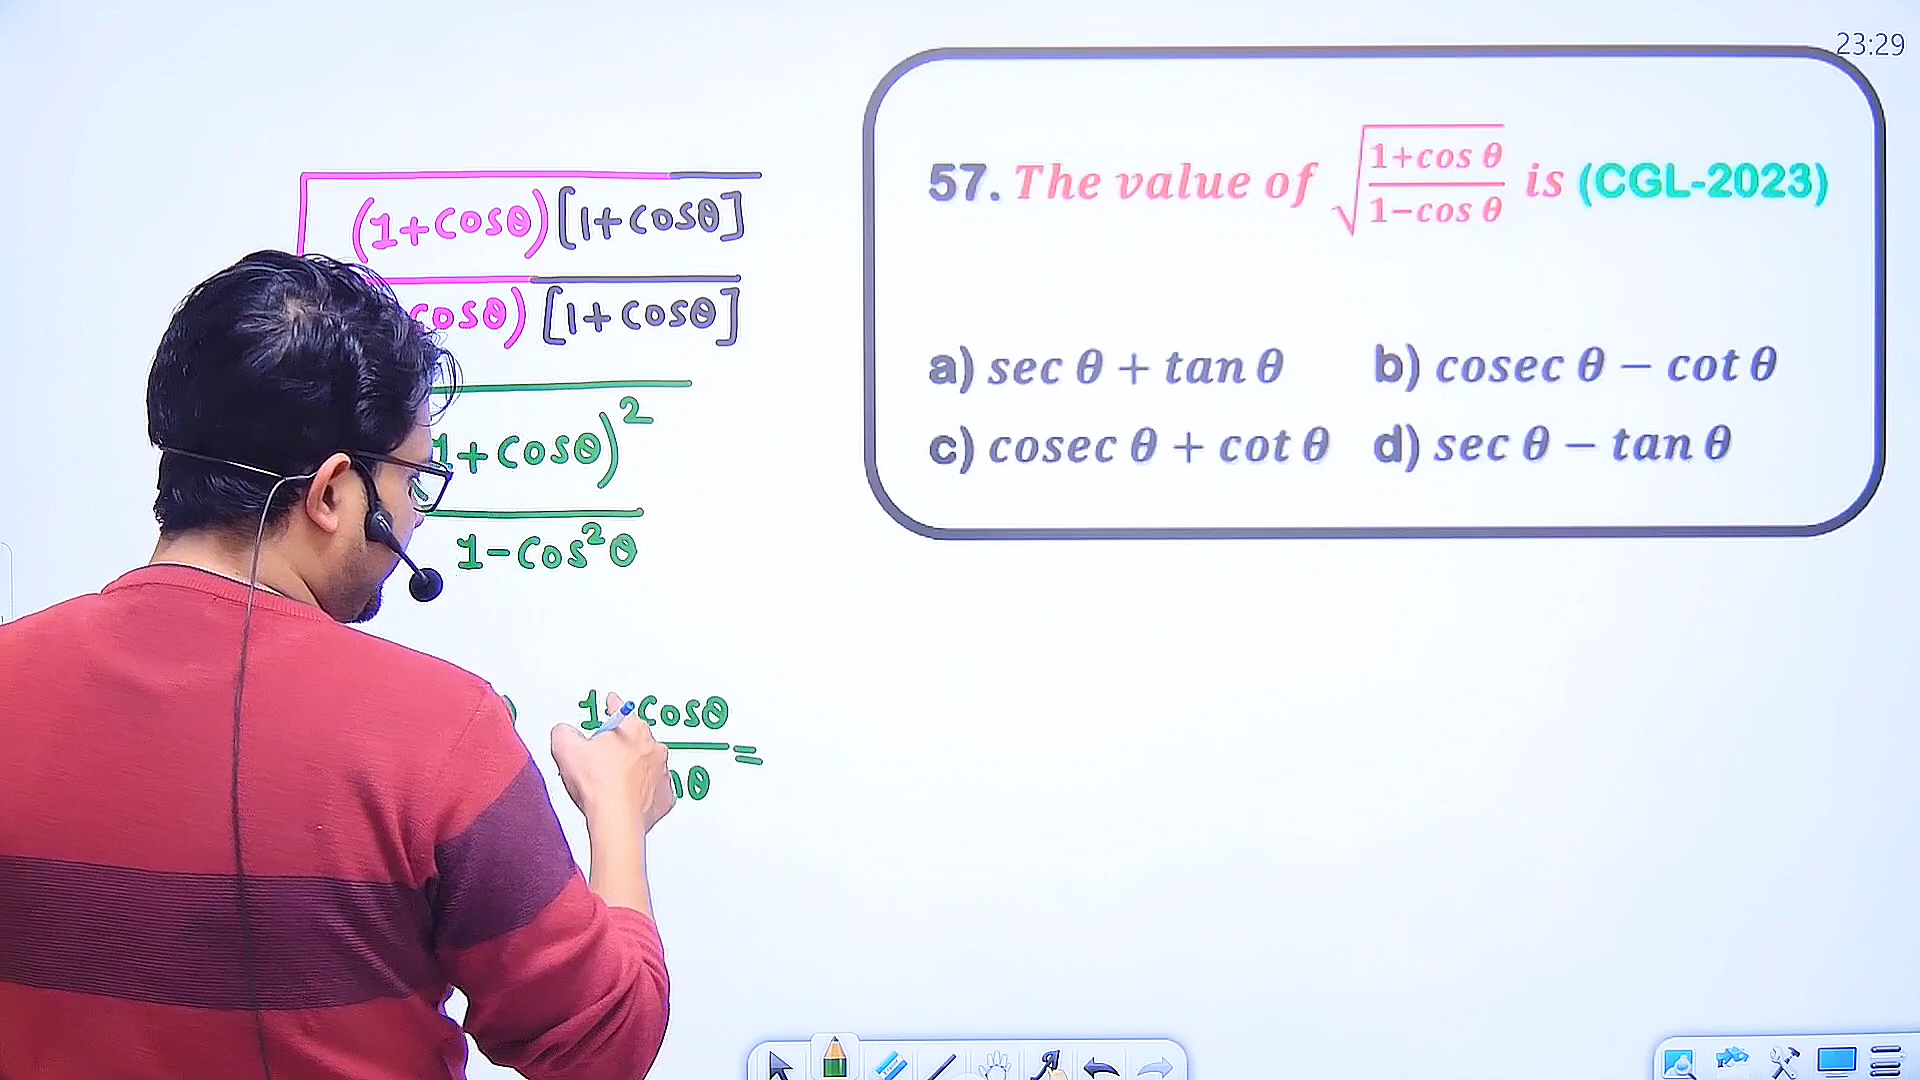 23:29
57. The value of √(1+cos θ)/(1−cos θ) is (CGL-2023)
a) sec θ + tan θ b) cosec θ − cot θ
c) cosec θ + cot θ d) sec θ − tan θ
(1+cosθ)[1+cosθ]
cosθ)[1+cosθ]
1+cosθ)²
1-cos²θ
1 cosθ
=
θ